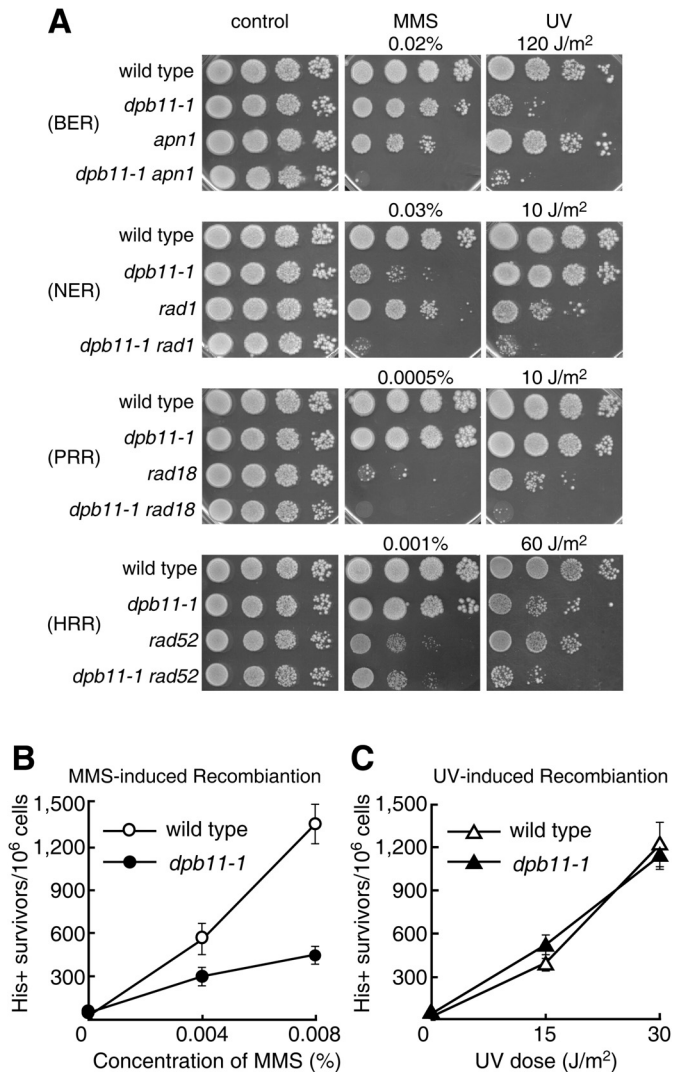 A
control MMS UV
0.02% 120 J/m²
(BER)
wild type
dpb11-1
apn1
dpb11-1 apn1
0.03% 10 J/m²
(NER)
wild type
dpb11-1
rad1
dpb11-1 rad1
0.0005% 10 J/m²
(PRR)
wild type
dpb11-1
rad18
dpb11-1 rad18
0.001% 60 J/m²
(HRR)
wild type
dpb11-1
rad52
dpb11-1 rad52
B
MMS-induced Recombiantion
His+ survivors/10⁶ cells
1,500
1,200
900
600
300
wild type
dpb11-1
0 0.004 0.008
Concentration of MMS (%)
C
UV-induced Recombiantion
His+ survivors/10⁶ cells
1,500
1,200
900
600
300
wild type
dpb11-1
0 15 30
UV dose (J/m²)